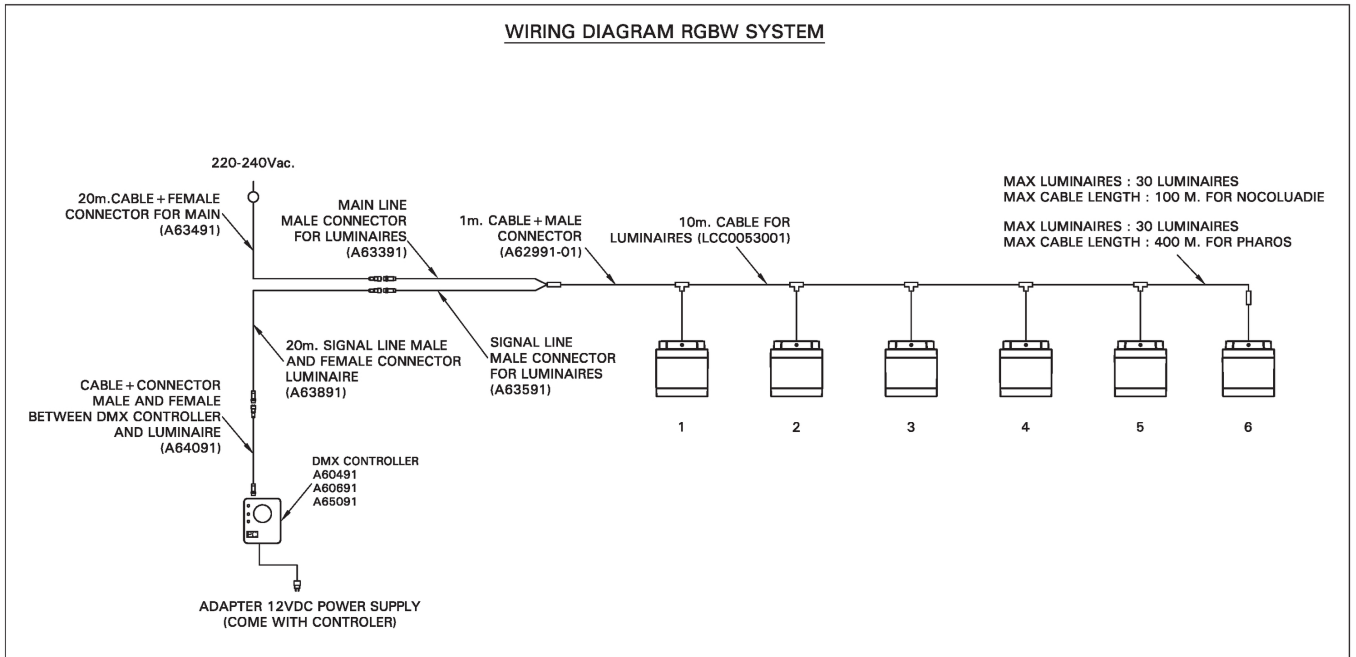 WIRING DIAGRAM RGBW SYSTEM
220-240Vac.
20m.CABLE+FEMALE
CONNECTOR FOR MAIN
(A63491)
MAIN LINE
MALE CONNECTOR
FOR LUMINAIRES
(A63391)
1m. CABLE+MALE
CONNECTOR
(A62991-01)
10m. CABLE FOR
LUMINAIRES (LCC0053001)
MAX LUMINAIRES : 30 LUMINAIRES
MAX CABLE LENGTH : 100 M. FOR NOCOLUADIE
MAX LUMINAIRES : 30 LUMINAIRES
MAX CABLE LENGTH : 400 M. FOR PHAROS
20m. SIGNAL LINE MALE
AND FEMALE CONNECTOR
LUMINAIRE
(A63891)
SIGNAL LINE
MALE CONNECTOR
FOR LUMINAIRES
(A63591)
CABLE+CONNECTOR
MALE AND FEMALE
BETWEEN DMX CONTROLLER
AND LUMINAIRE
(A64091)
1
2
3
4
5
6
DMX CONTROLLER
A60491
A60691
A65091
ADAPTER 12VDC POWER SUPPLY
(COME WITH CONTROLER)